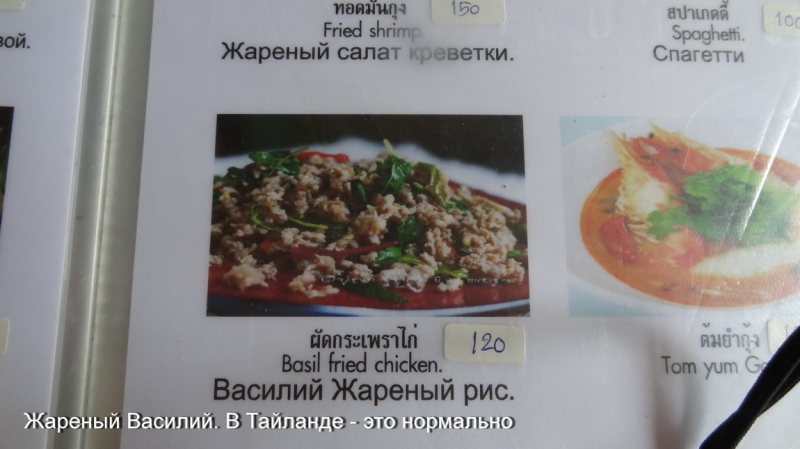 ทอดมันกุ้ง 150
Fried shrimp.
Жареный салат креветки.
สปาเกตตี้ 100
Spaghetti.
Спагетти
вой.
ผัดกระเพราไก่ 120
Basil fried chicken.
Василий Жареный рис.
ต้มยำกุ้ง
Tom yum
Жареный Василий. В Тайланде - это нормально